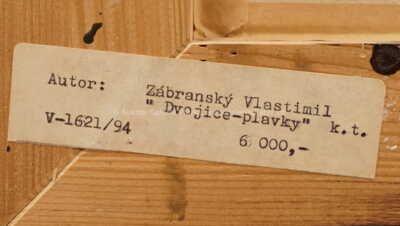 Autor: Zábranský Vlastimil
" Dvojice-plavky" k.t.
V-1621/94 6 000,-